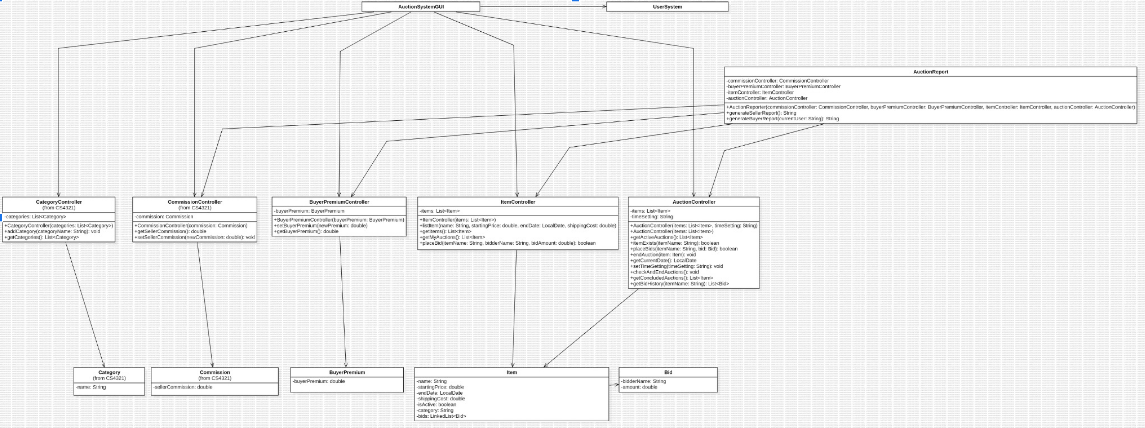 AuctionSystemGUI
UserSystem
AuctionReport
-commissionController: CommissionController
-buyerPremiumController: BuyerPremiumController
-itemController: ItemController
-auctionController: AuctionController
+AuctionReporter(commissionController: CommissionController, buyerPremiumController: BuyerPremiumController, itemController: ItemController, auctionController: AuctionController)
+generateSellerReport(): String
+generateBuyerReport(currentUser: String): String
CategoryController
(from CS4321)
-categories: List<Category>
+CategoryController(categories: List<Category>)
+addCategory(categoryName: String): void
+getCategories(): List<Category>
CommissionController
(from CS4321)
-commission: Commission
+CommissionController(commission: Commission)
+getSellerCommission(): double
+setSellerCommission(newCommission: double): void
BuyerPremiumController
-buyerPremium: BuyerPremium
+BuyerPremiumController(buyerPremium: BuyerPremium)
+setBuyerPremium(newPremium: double)
+getBuyerPremium(): double
ItemController
-items: List<Item>
+ItemController(items: List<Item>)
+listItem(name: String, startingPrice: double, endDate: LocalDate, shippingCost: double)
+getItems(): List<Item>
+getMyAuctions(): List<Item>
+placeBid(itemName: String, bidderName: String, bidAmount: double): boolean
AuctionController
-items: List<Item>
-timeSetting: String
+AuctionController(items: List<Item>, timeSetting: String)
+AuctionController(items: List<Item>)
+getActiveAuctions(): List<Item>
+itemExists(itemName: String): boolean
+placeBid(itemName: String, bid: Bid): boolean
+endAuction(item: Item): void
+getCurrentDate(): LocalDate
+setTimeSetting(timeSetting: String): void
+checkAndEndAuctions(): void
+getConcludedAuctions(): List<Item>
+getBidHistory(itemName: String): List<Bid>
Category
(from CS4321)
-name: String
Commission
(from CS4321)
-sellerCommission: double
BuyerPremium
-buyerPremium: double
Item
-name: String
-startingPrice: double
-endDate: LocalDate
-shippingCost: double
-isActive: boolean
-category: String
-bids: LinkedList<Bid>
Bid
-bidderName: String
-amount: double